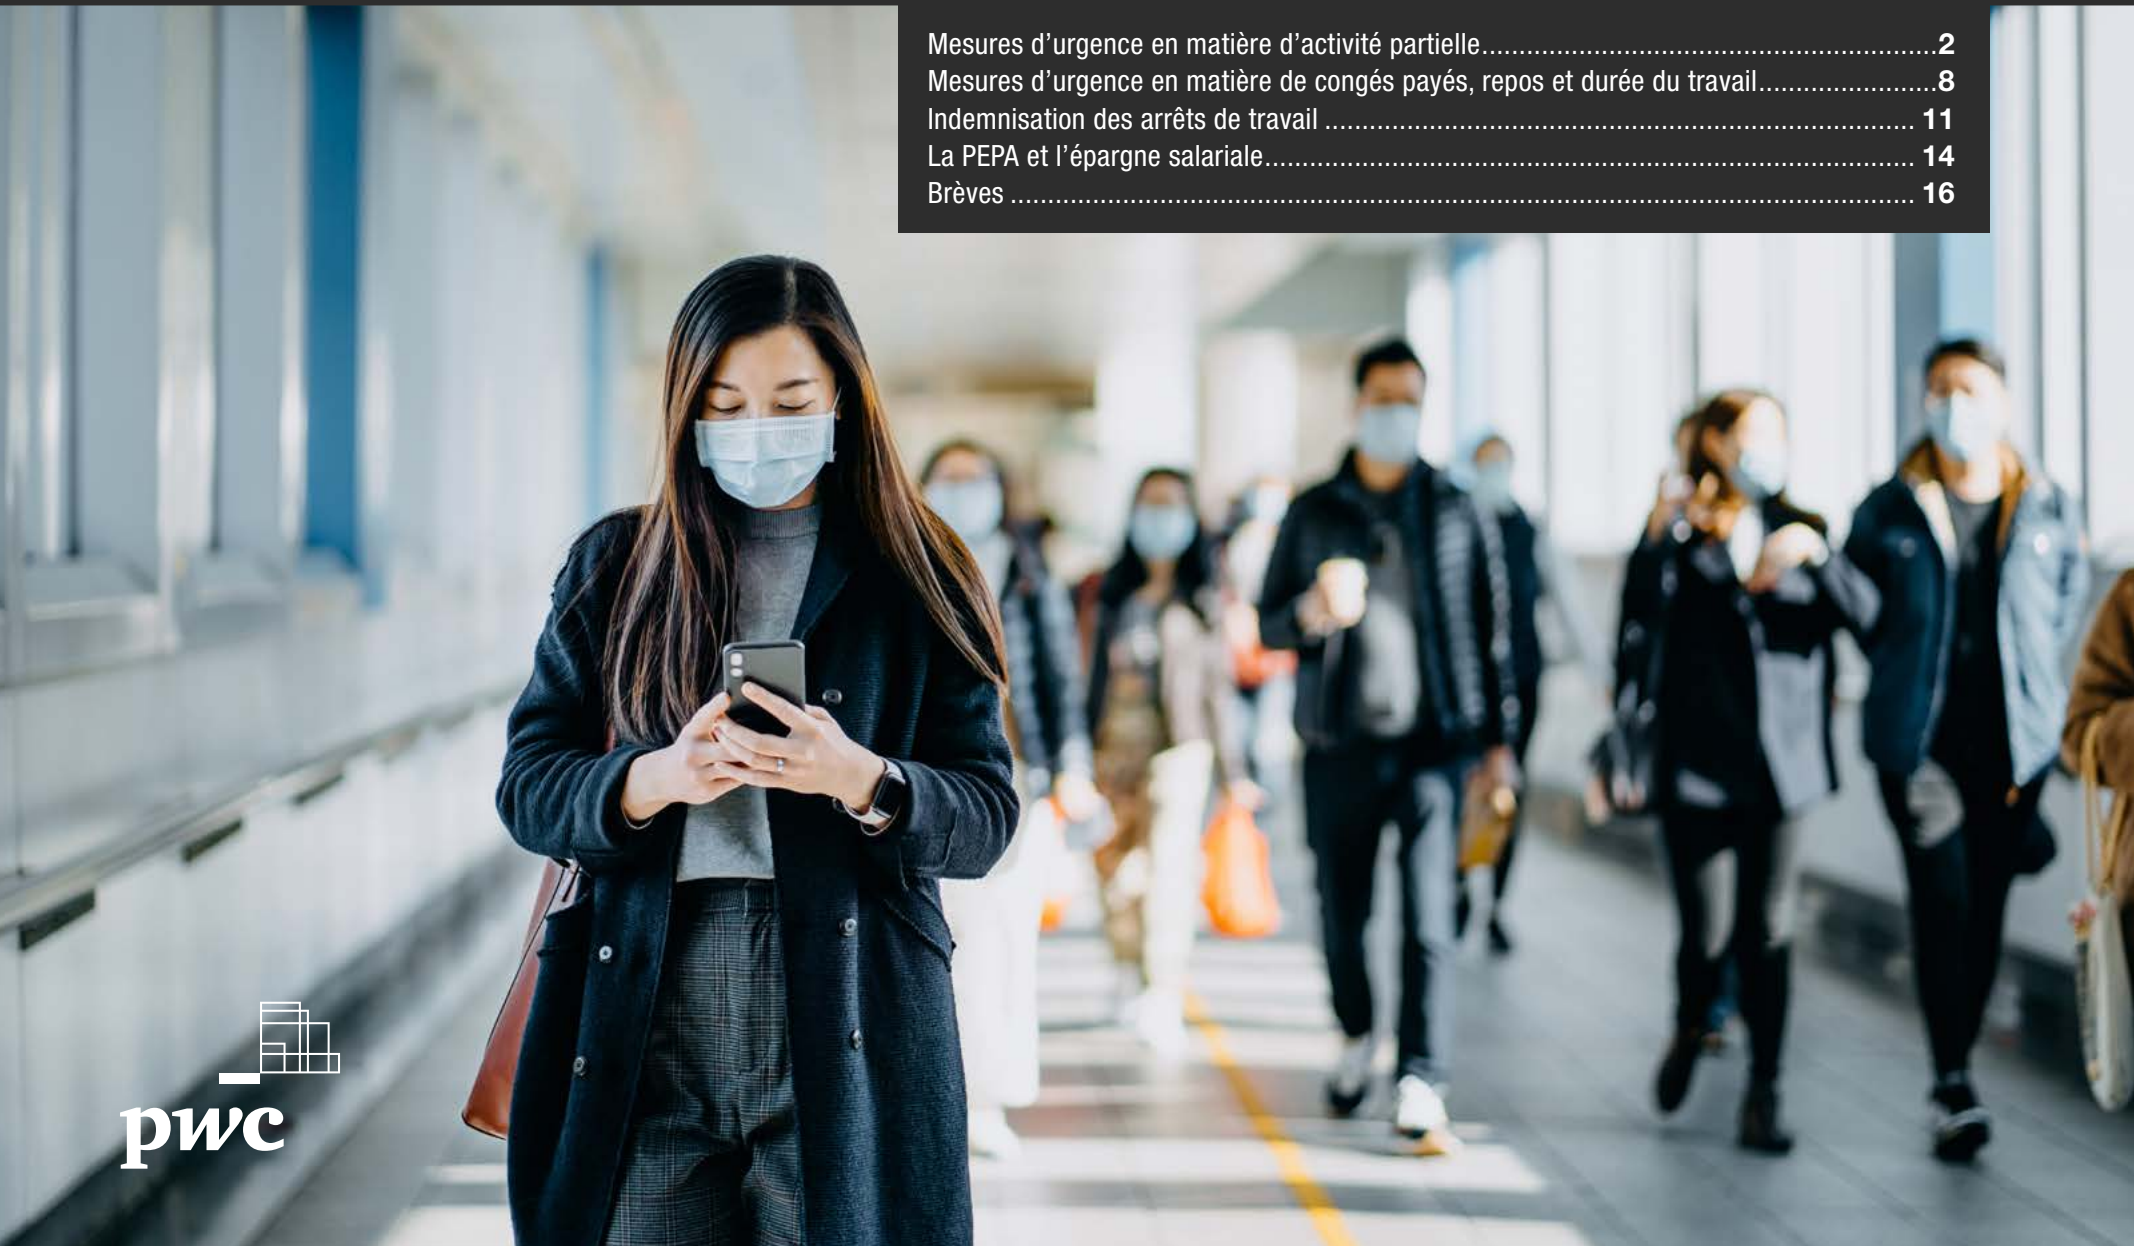 Mesures d’urgence en matière d’activité partielle..............................................................2
Mesures d’urgence en matière de congés payés, repos et durée du travail........................8
Indemnisation des arrêts de travail ................................................................................ 11
La PEPA et l’épargne salariale........................................................................................ 14
Brèves ........................................................................................................................... 16
pwc